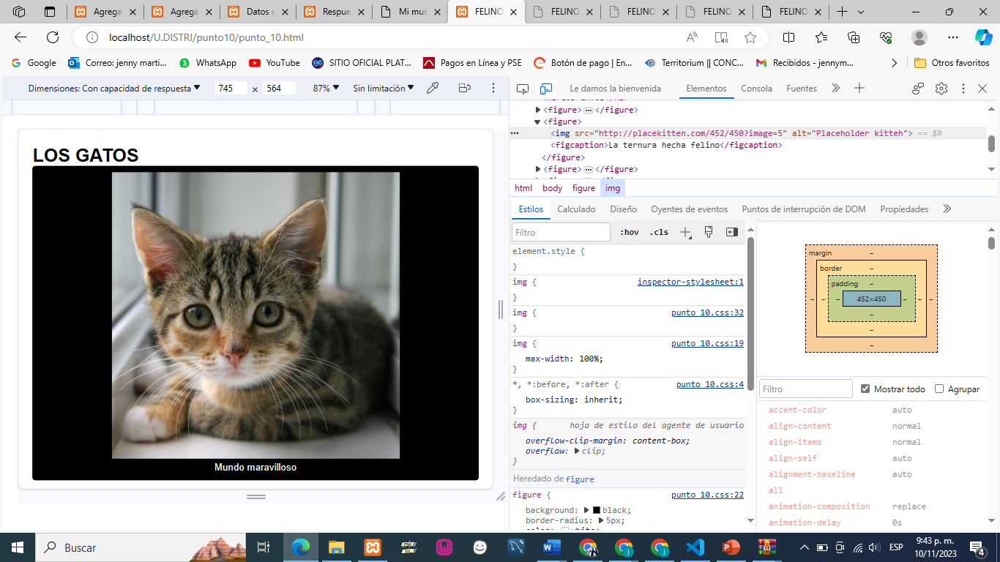 Agrega
Agrega
Datos c
Respue
Mi mus
FELINO
FELINO
FELINO
FELINO
FELINO
localhost/U.DISTRI/punto10/punto_10.html
Google
Correo: jenny marti...
3
WhatsApp
YouTube
SITIO OFICIAL PLAT...
Pagos en Línea y PSE
Botón de pago | En...
Territorium || CONC...
Recibidos - jennym...
Otros favoritos
Dimensiones: Con capacidad de respuesta
745 x 564
87%
Sin limitación
Le damos la bienvenida
Elementos
Consola
Fuentes
<figure> ... </figure>
<figure>
<img src="http://placekitten.com/452/450?image=5" alt="Placeholder kitteh"> == $0
<figcaption>La ternura hecha felino</figcaption>
</figure>
<figure> ... </figure>
html body figure img
Estilos
Calculado
Diseño
Oyentes de eventos
Puntos de interrupción de DOM
Propiedades
LOS GATOS
Mundo maravilloso
Filtro
:hov .cls
element.style {
}
img { inspector-stylesheet:1
}
img { punto 10.css:32
}
img { punto 10.css:19
max-width: 100%;
}
*, *:before, *:after { punto 10.css:4
box-sizing: inherit;
}
img { hoja de estilo del agente de usuario
overflow-clip-margin: content-box;
overflow: clip;
}
Heredado de figure
figure { punto 10.css:22
background: black;
border-radius: 5px;
margin –
border –
padding –
– – – 452×450 – – –
–
–
–
Filtro
Mostrar todo
Agrupar
accent-color auto
align-content normal
align-items normal
align-self auto
alignment-baseline auto
all
animation-composition replace
animation-delay 0s
Buscar
ESP
9:43 p. m.
10/11/2023
4